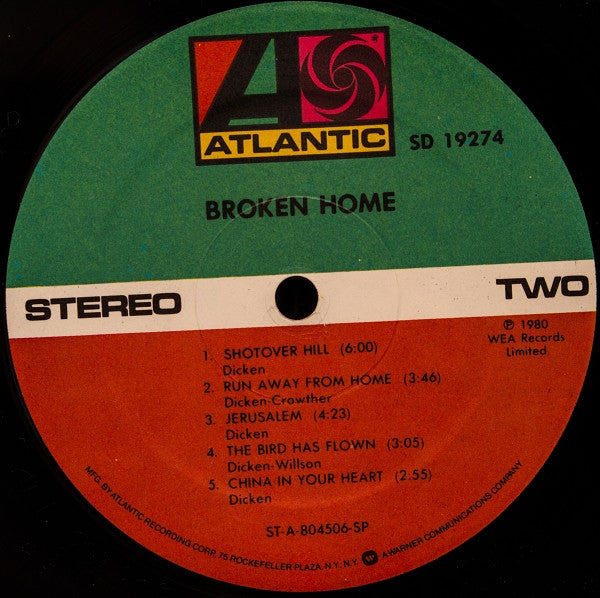 ATLANTIC
SD 19274
BROKEN HOME
STEREO
TWO
℗ 1980
WEA Records
Limited
1. SHOTOVER HILL (6:00)
Dicken
2. RUN AWAY FROM HOME (3:46)
Dicken-Crowther
3. JERUSALEM (4:23)
Dicken
4. THE BIRD HAS FLOWN (3:05)
Dicken-Willson
5. CHINA IN YOUR HEART (2:55)
Dicken
ST-A-804506-SP
MFG. BY ATLANTIC RECORDING CORP. 75 ROCKEFELLER PLAZA, N.Y. N.Y. A WARNER COMMUNICATIONS COMPANY